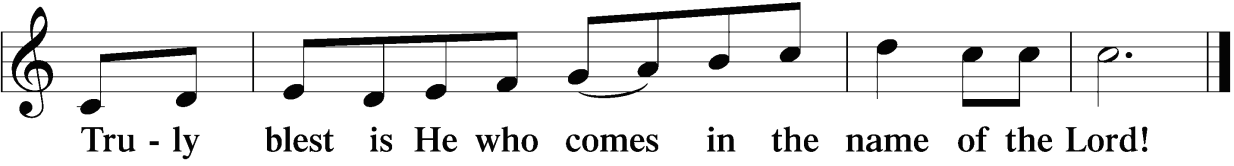 Tru - ly blest is He who comes in the name of the Lord!